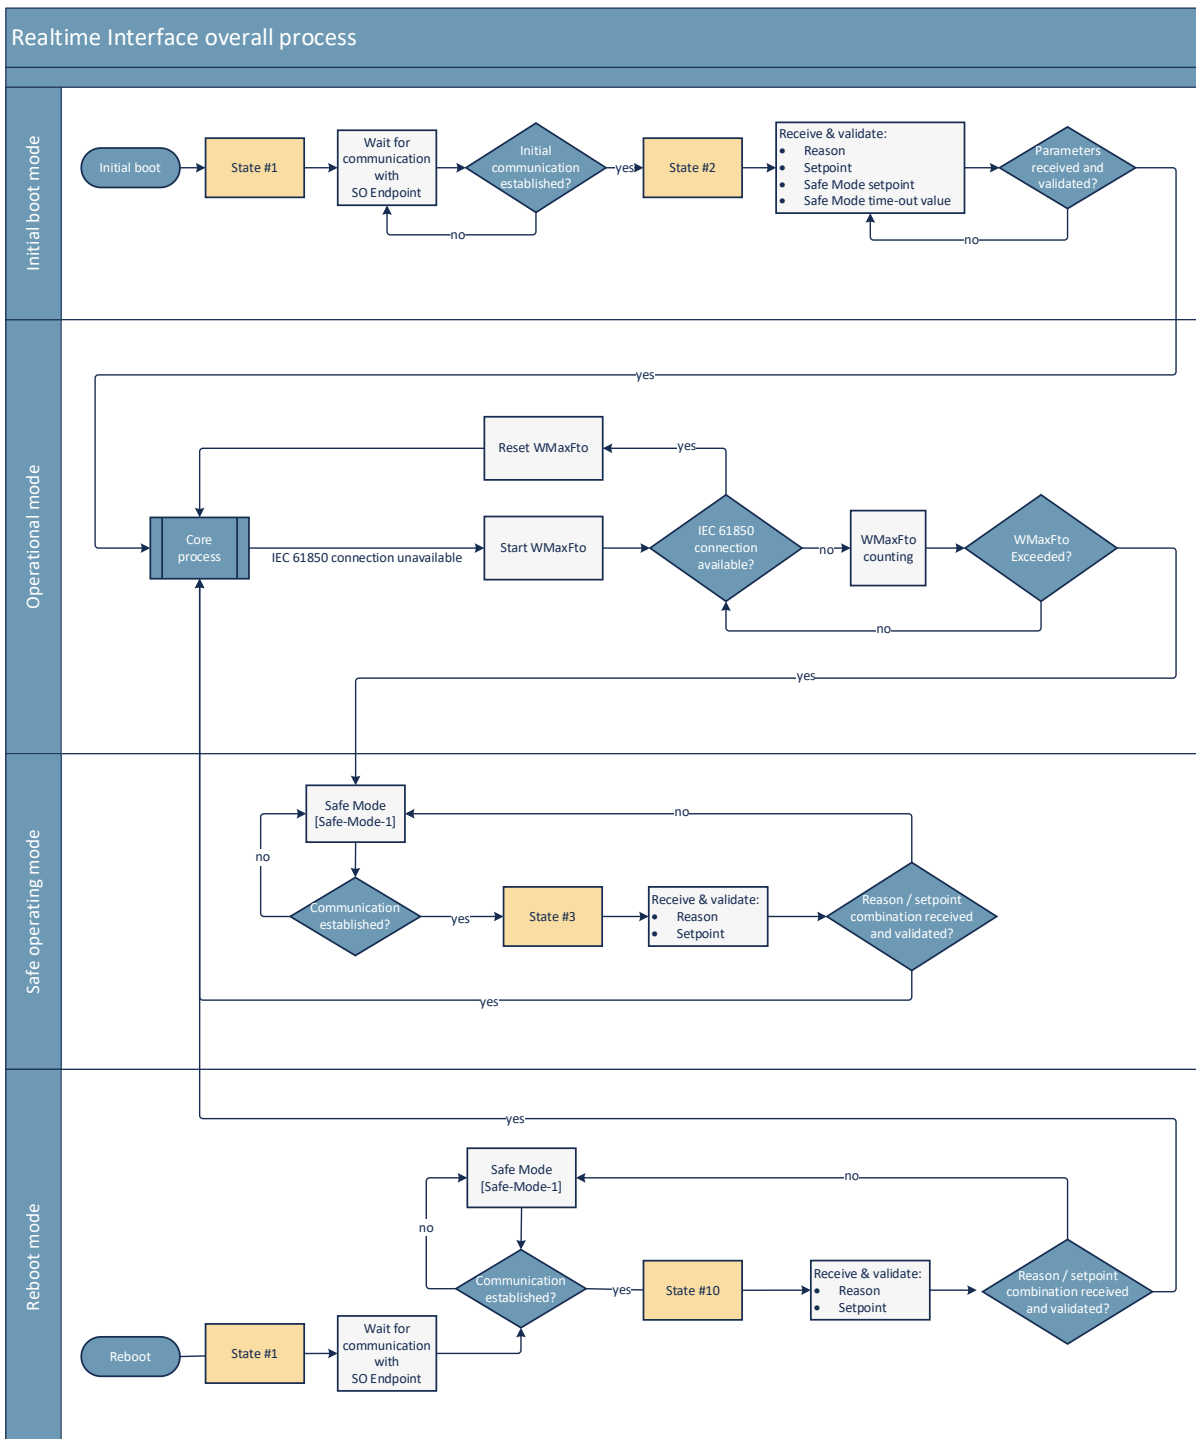 Realtime Interface overall process
Initial boot mode
Initial boot
State #1
Wait for
communication
with
SO Endpoint
Initial
communication
established?
yes
no
State #2
Receive & validate:
• Reason
• Setpoint
• Safe Mode setpoint
• Safe Mode time-out value
Parameters
received and
validated?
no
yes
Operational mode
Reset WMaxFto
yes
Core
process
IEC 61850 connection unavailable
Start WMaxFto
IEC 61850
connection
available?
no
WMaxFto
counting
WMaxFto
Exceeded?
no
yes
Safe operating mode
Safe Mode
[Safe-Mode-1]
no
no
Communication
established?
yes
State #3
Receive & validate:
• Reason
• Setpoint
Reason / setpoint
combination received
and validated?
yes
Reboot mode
yes
Safe Mode
[Safe-Mode-1]
no
no
Communication
established?
yes
State #10
Receive & validate:
• Reason
• Setpoint
Reason / setpoint
combination received
and validated?
Reboot
State #1
Wait for
communication
with
SO Endpoint